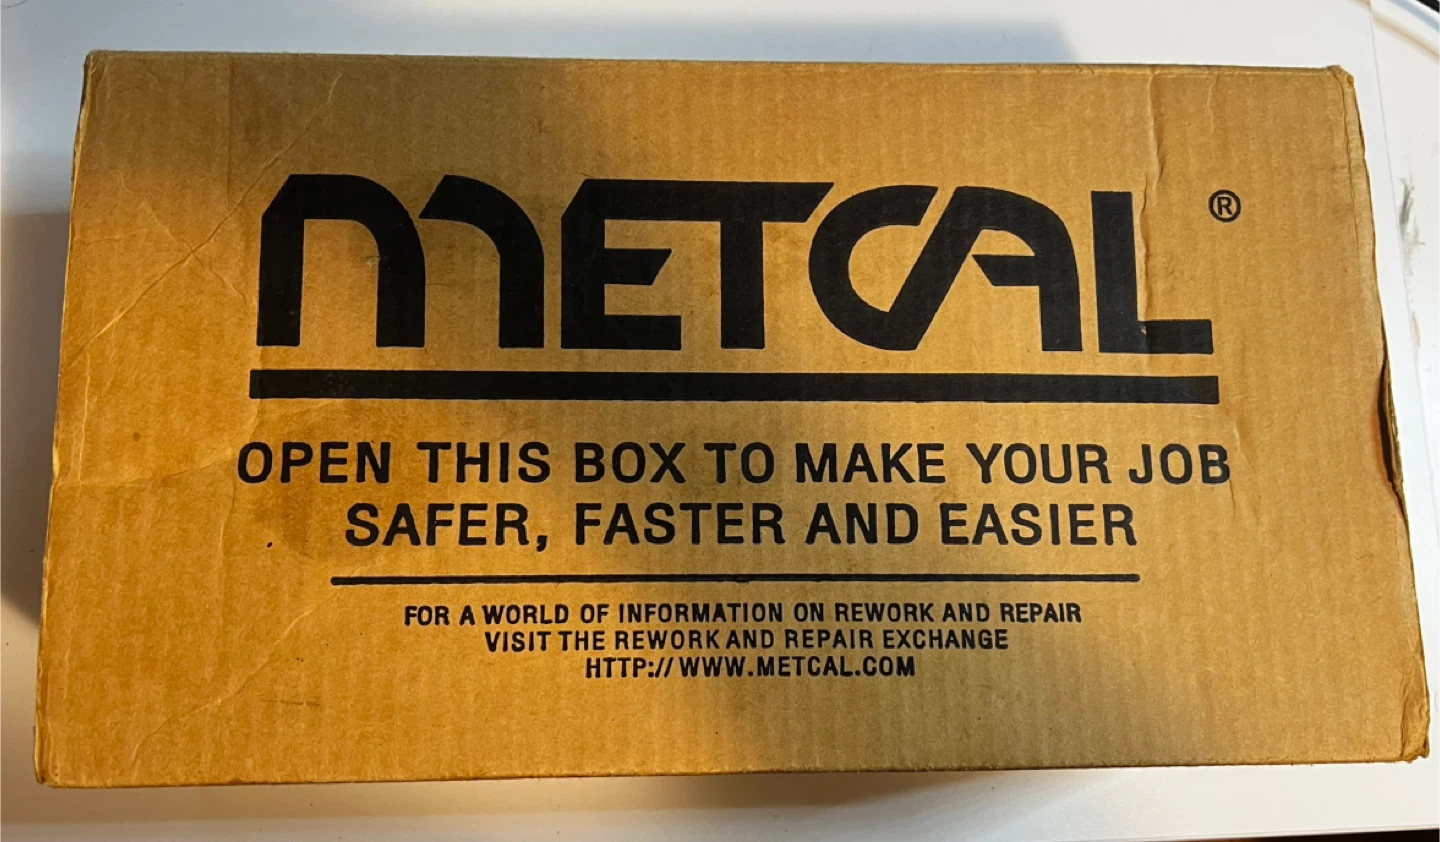 METCAL®
OPEN THIS BOX TO MAKE YOUR JOB
SAFER, FASTER AND EASIER
FOR A WORLD OF INFORMATION ON REWORK AND REPAIR
VISIT THE REWORK AND REPAIR EXCHANGE
HTTP://WWW.METCAL.COM